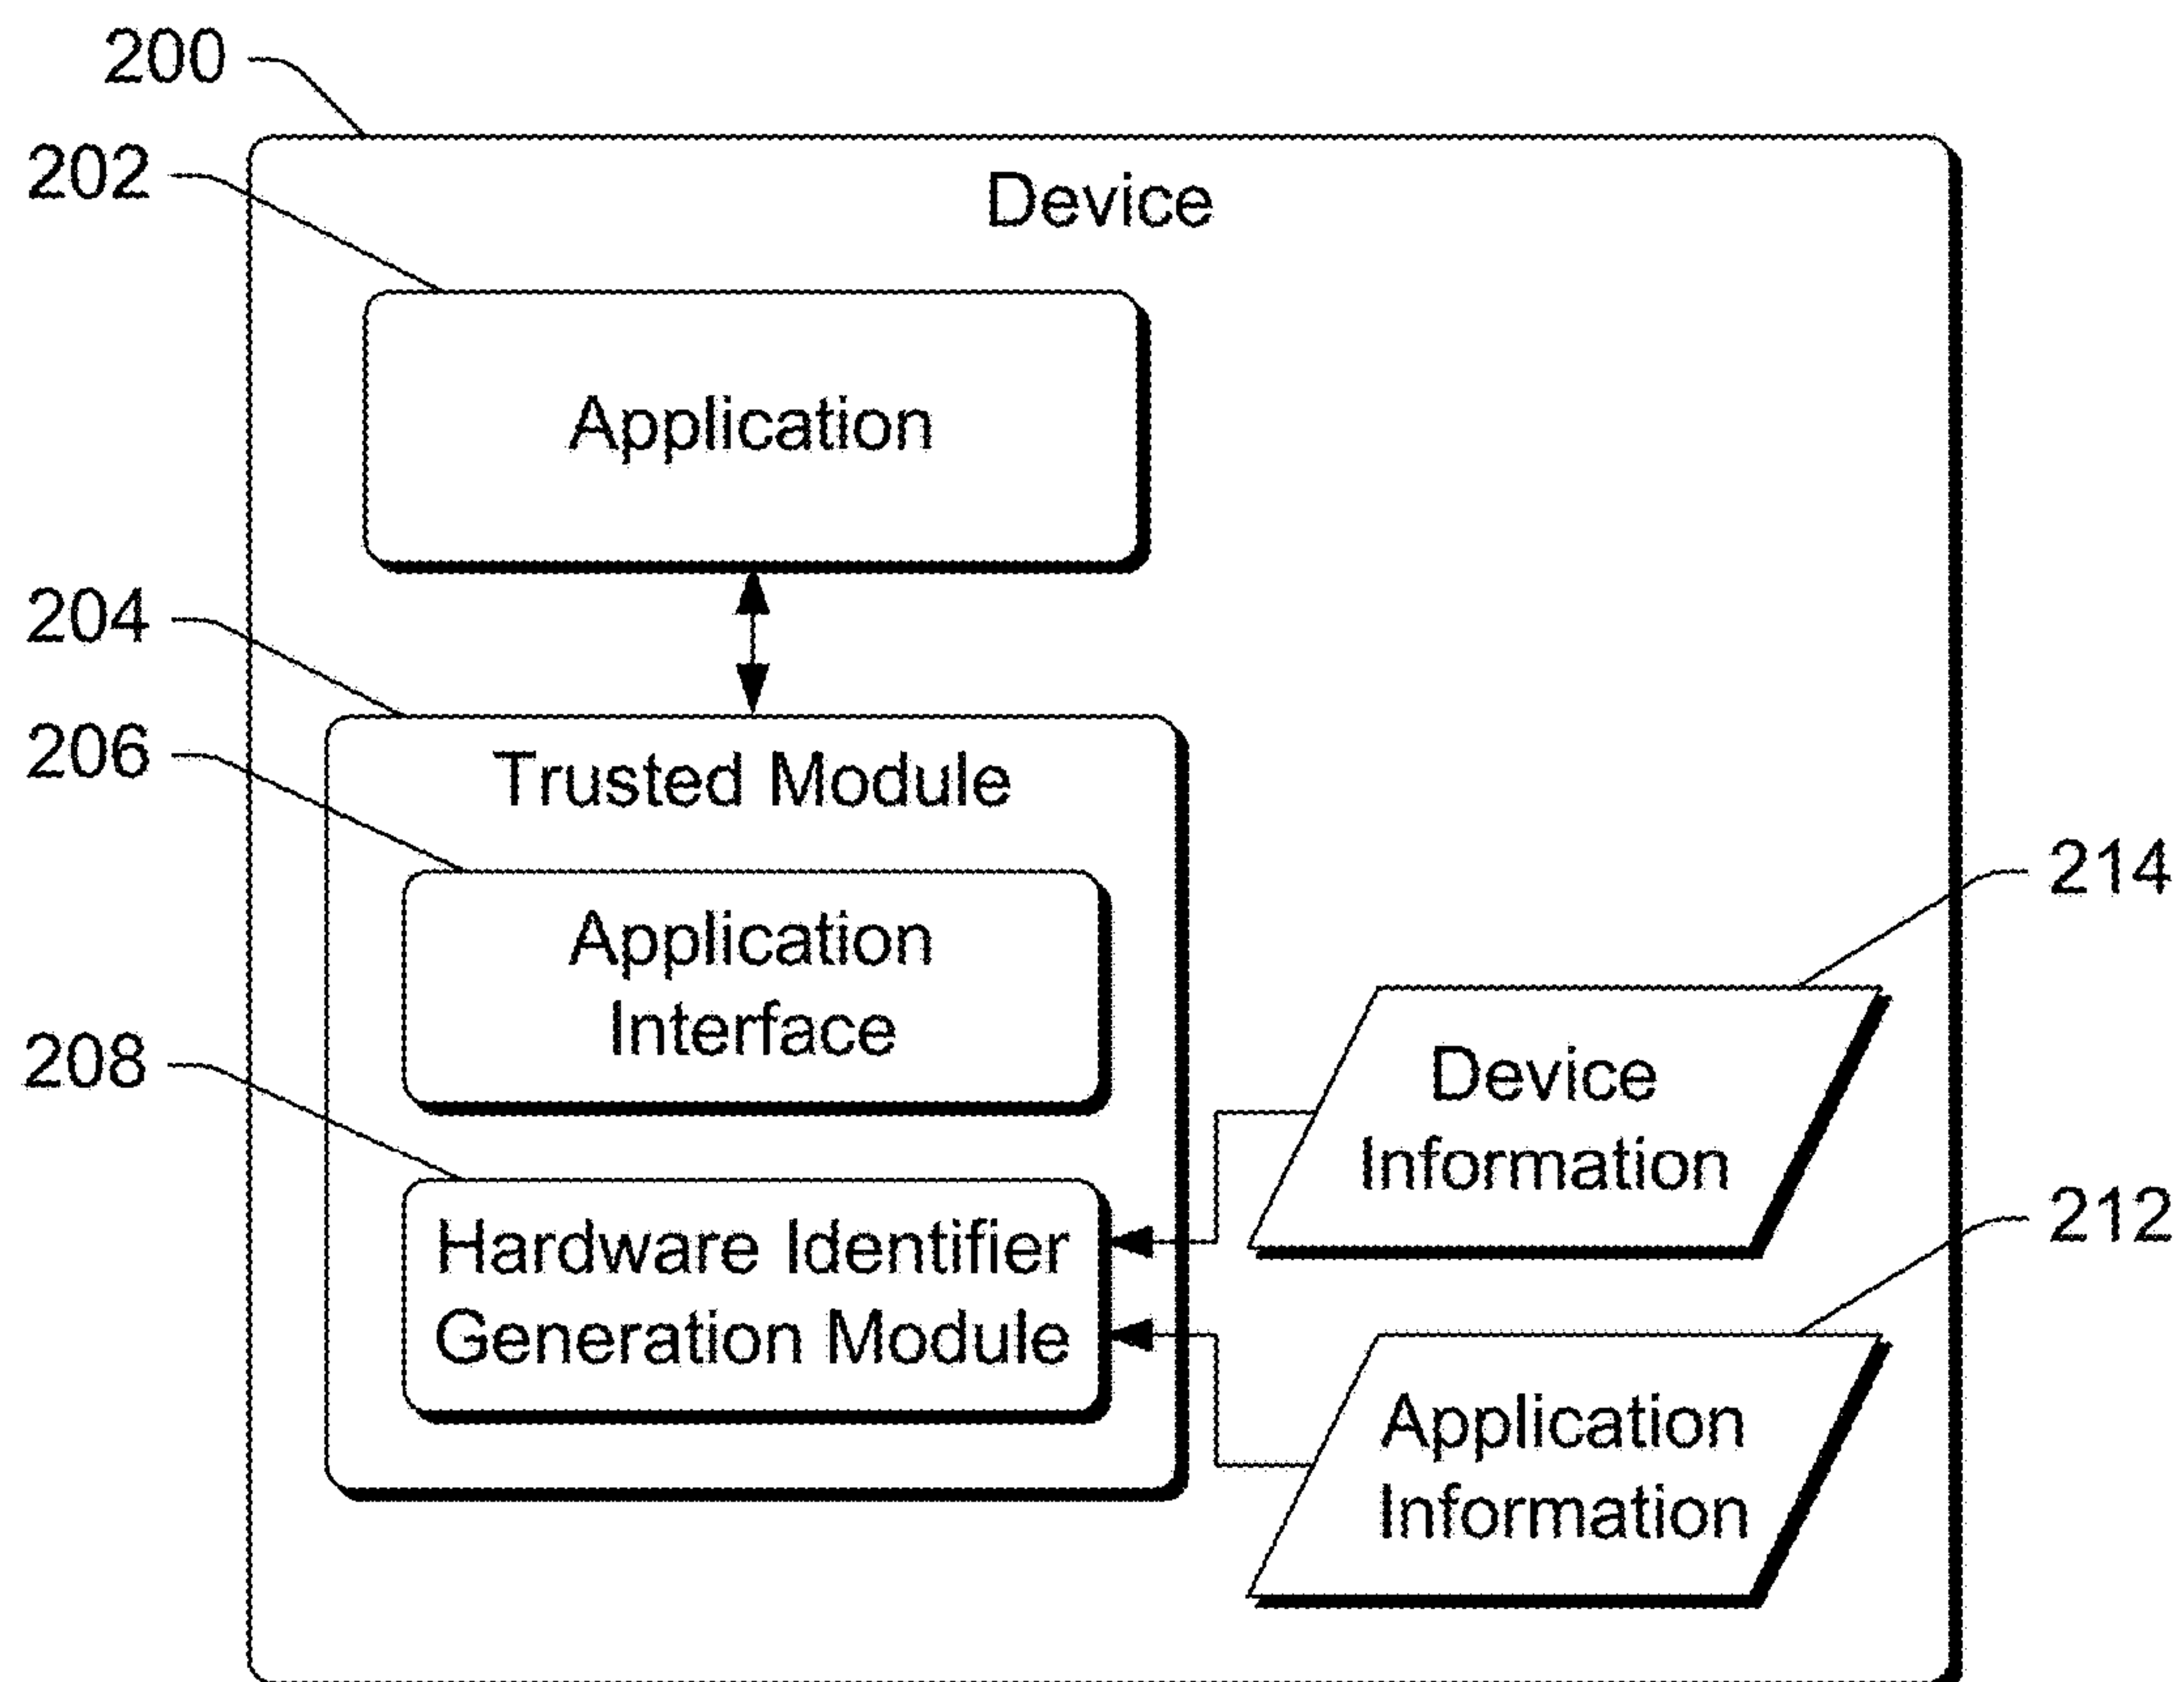 200
202
Device
Application
204
206
Trusted Module
Application
Interface
214
208
Device
Information
Hardware Identifier
Generation Module
212
Application
Information